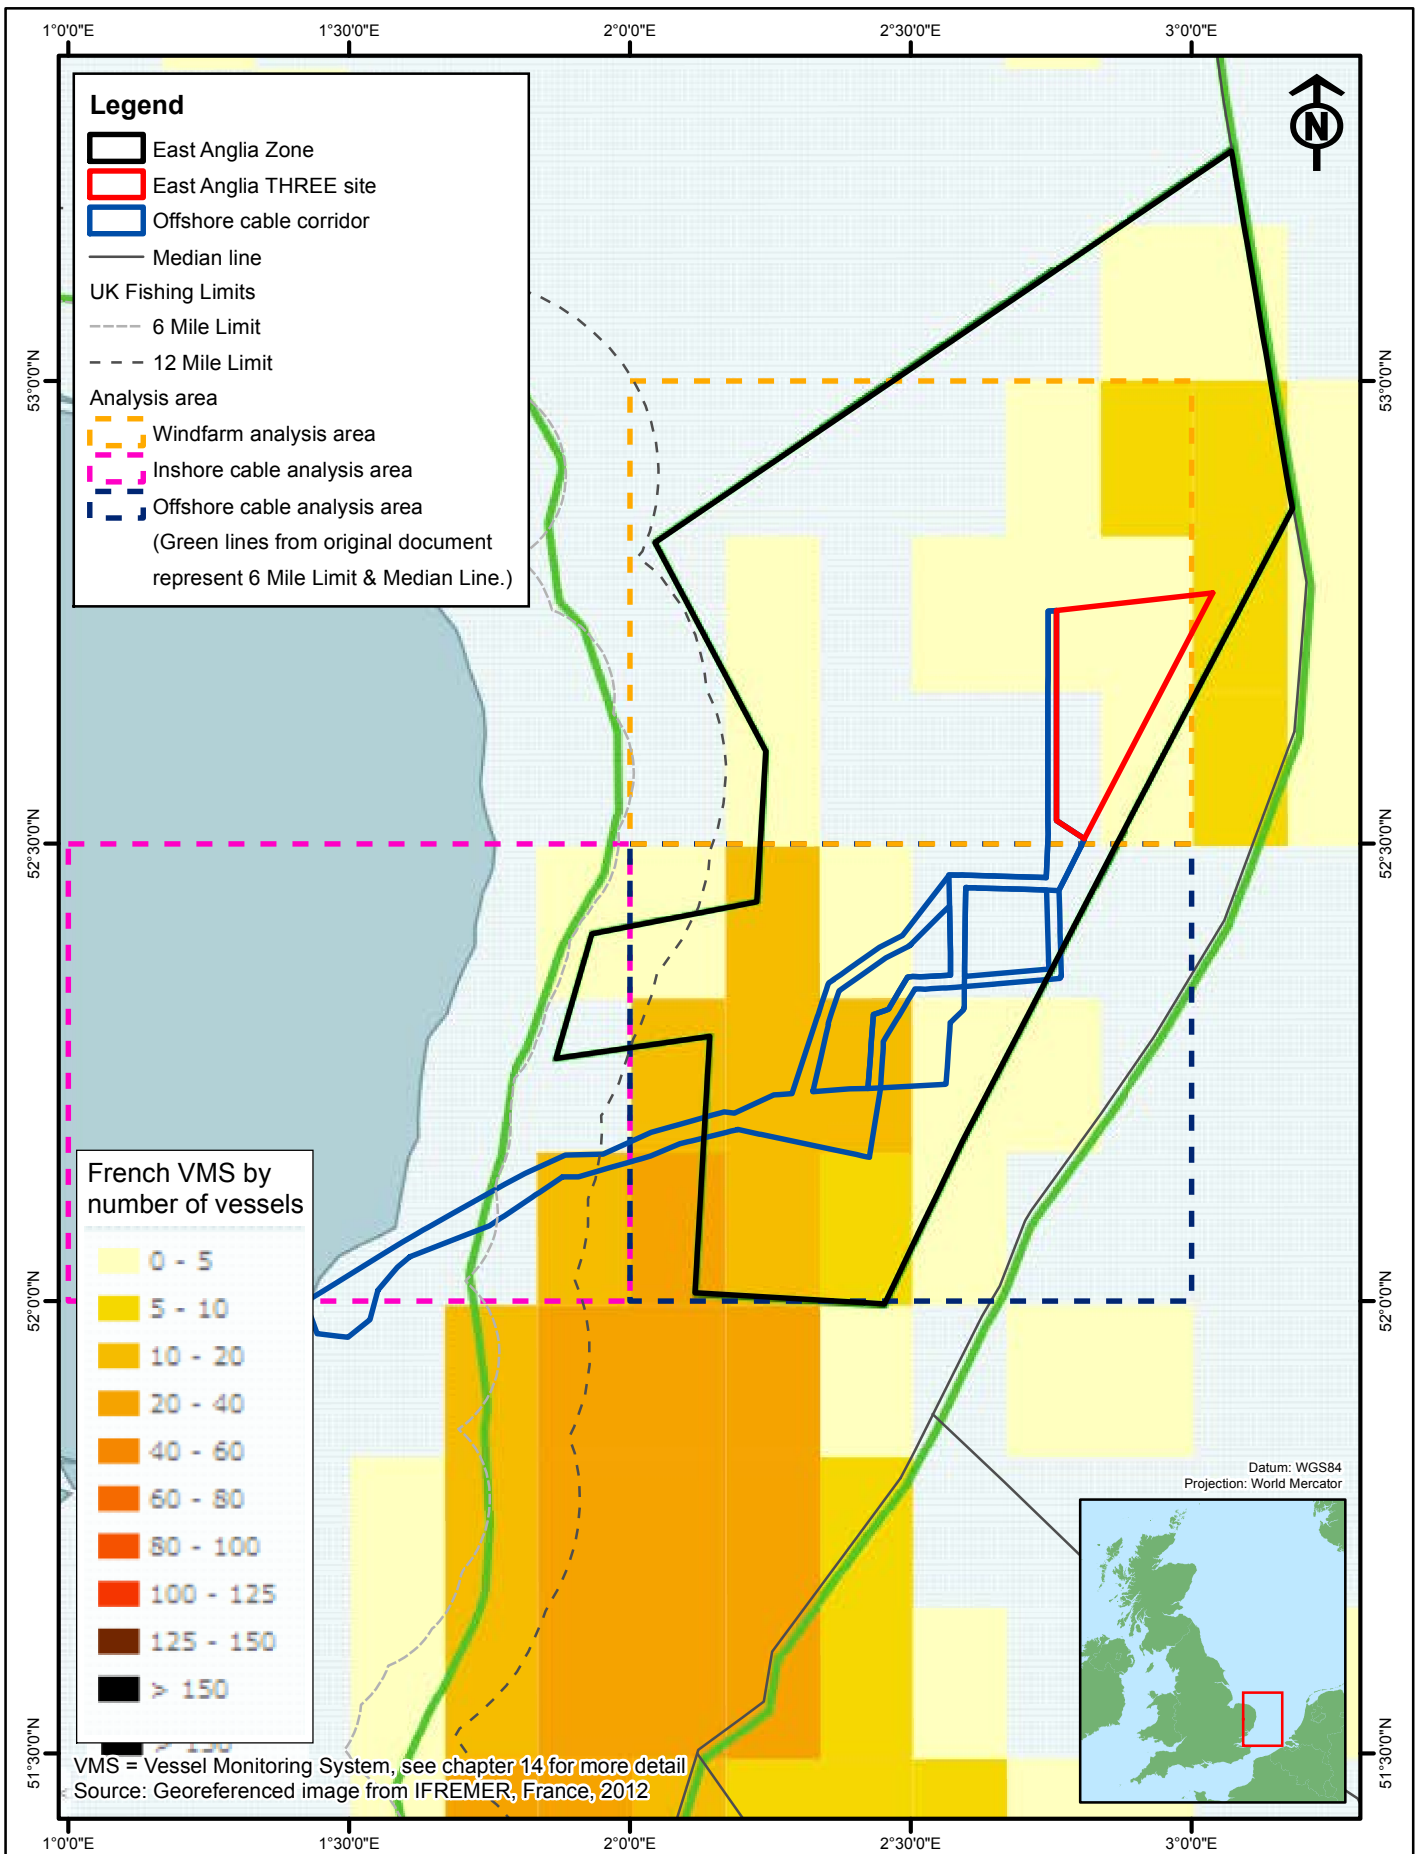 1°0'0"E
1°30'0"E
2°0'0"E
2°30'0"E
3°0'0"E
Legend
East Anglia Zone
East Anglia THREE site
Offshore cable corridor
Median line
UK Fishing Limits
6 Mile Limit
12 Mile Limit
Analysis area
Windfarm analysis area
Inshore cable analysis area
Offshore cable analysis area
(Green lines from original document
represent 6 Mile Limit & Median Line.)
N
53°0'0"N
53°0'0"N
52°30'0"N
52°30'0"N
52°0'0"N
52°0'0"N
51°30'0"N
51°30'0"N
French VMS by
number of vessels
0 - 5
5 - 10
10 - 20
20 - 40
40 - 60
60 - 80
80 - 100
100 - 125
125 - 150
> 150
Datum: WGS84
Projection: World Mercator
VMS = Vessel Monitoring System, see chapter 14 for more detail
Source: Georeferenced image from IFREMER, France, 2012
1°0'0"E
1°30'0"E
2°0'0"E
2°30'0"E
3°0'0"E